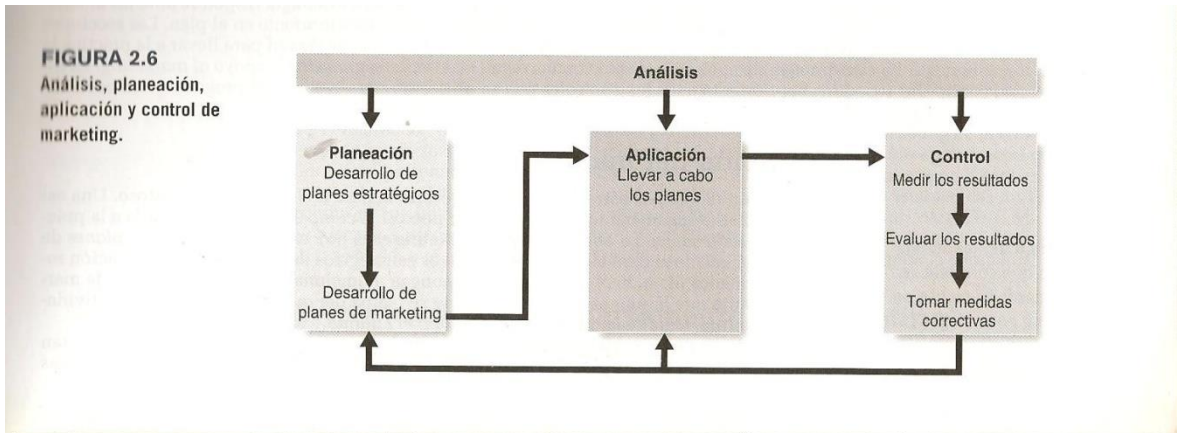 FIGURA 2.6
Análisis, planeación,
aplicación y control de
marketing.
Análisis
Planeación
Desarrollo de
planes estratégicos
Desarrollo de
planes de marketing
Aplicación
Llevar a cabo
los planes
Control
Medir los resultados
Evaluar los resultados
Tomar medidas
correctivas